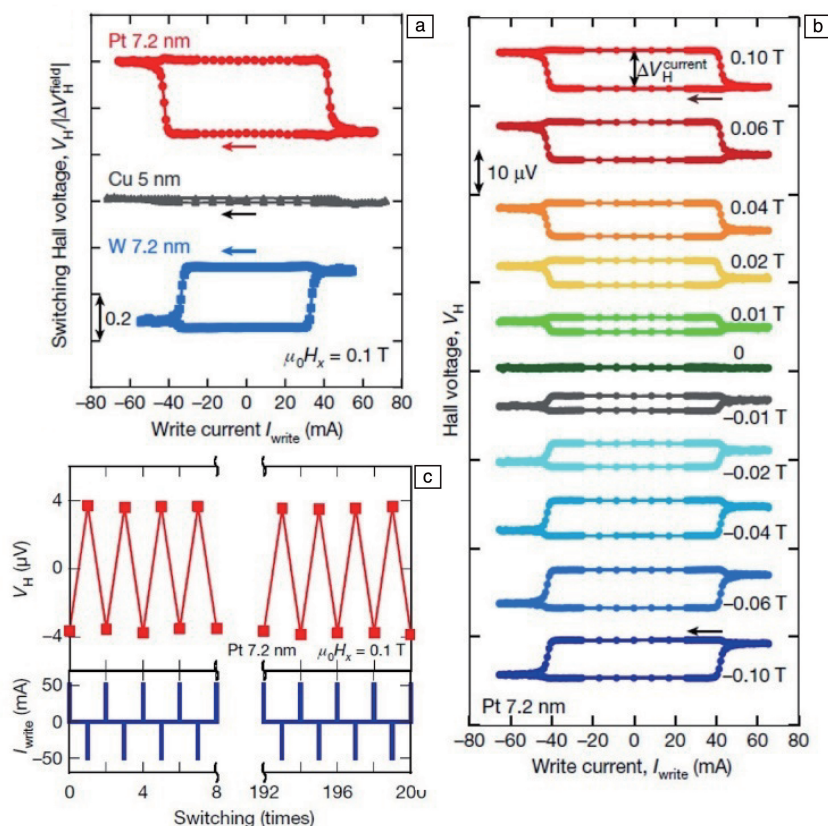 a
Switching Hall voltage, V_H/|ΔV_H^field|
Pt 7.2 nm
Cu 5 nm
W 7.2 nm
0.2
μ₀Hₓ = 0.1 T
−80 −60 −40 −20 0 20 40 60 80
Write current I_write (mA)
b
Hall voltage, V_H
ΔV_H^current
10 μV
0.10 T
0.06 T
0.04 T
0.02 T
0.01 T
0
−0.01 T
−0.02 T
−0.04 T
−0.06 T
−0.10 T
Pt 7.2 nm
−80 −60 −40 −20 0 20 40 60 80
Write current, I_write (mA)
c
V_H (μV)
4
0
−4
Pt 7.2 nm μ₀Hₓ = 0.1 T
I_write (mA)
50
0
−50
0 4 8 192 196 200
Switching (times)